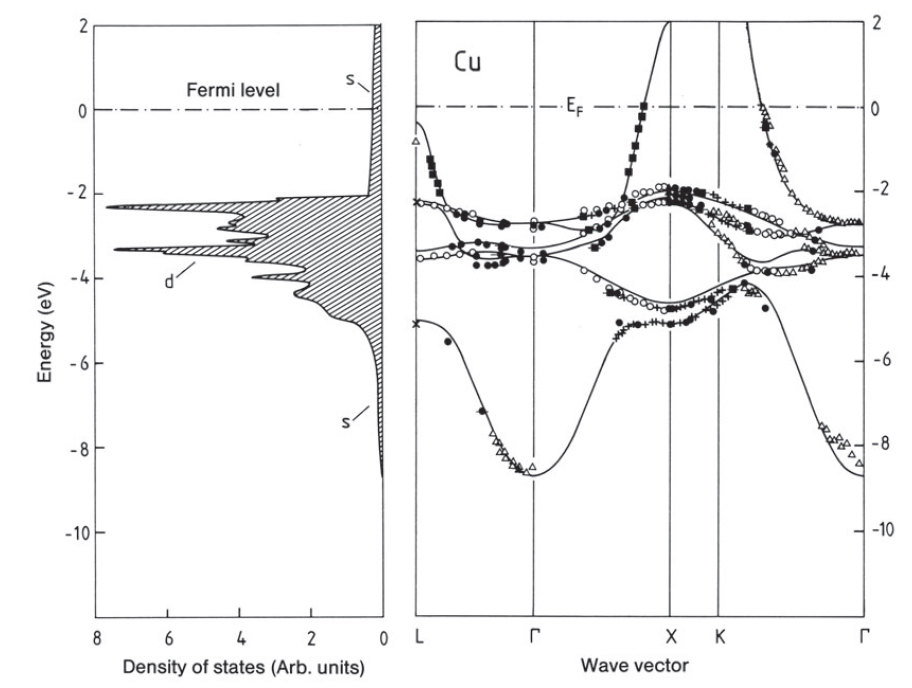 2
0
-2
-4
-6
-8
-10
Energy (eV)
s
Fermi level
d
s
8 6 4 2 0
Density of states (Arb. units)
Cu
E_F
2
0
-2
-4
-6
-8
-10
L Γ X K Γ
Wave vector